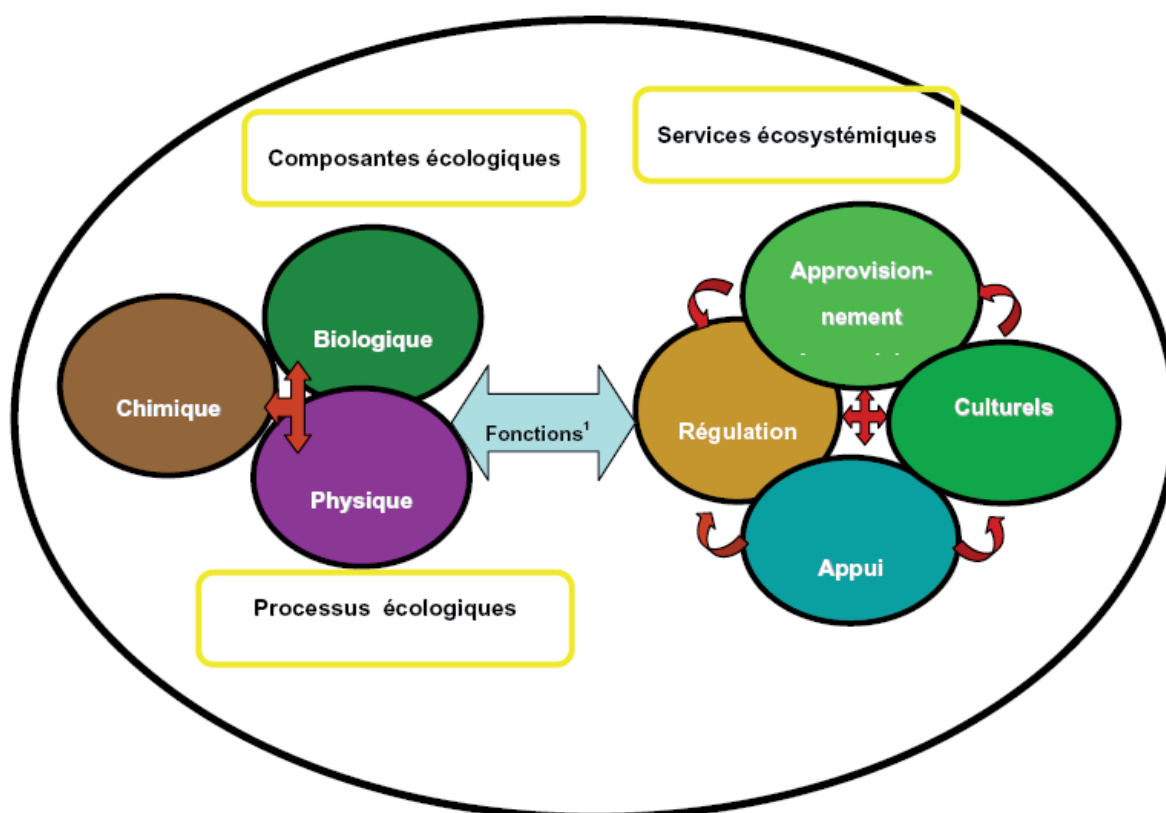 Composantes écologiques
Services écosystémiques
Chimique
Biologique
Physique
Fonctions¹
Approvision-
nement
Régulation
Culturels
Appui
Processus écologiques